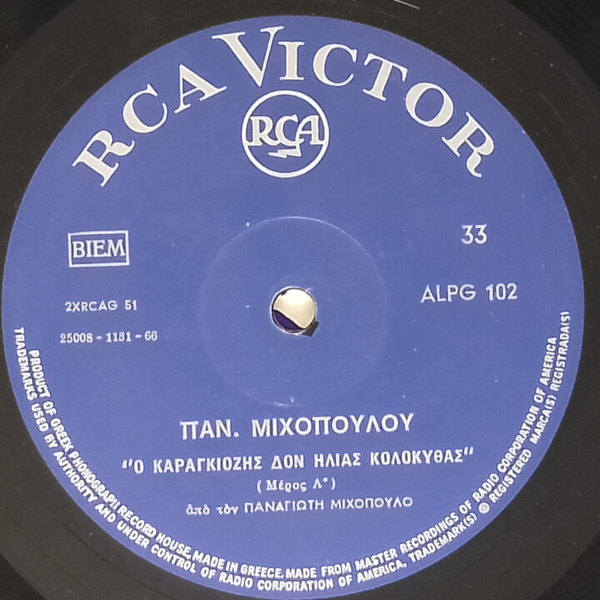 RCA VICTOR
RCA
BIEM
33
2XRCAG 51
ALPG 102
25008-1131-66
ΠΑΝ. ΜΙΧΟΠΟΥΛΟΥ
"Ο ΚΑΡΑΓΚΙΟΖΗΣ ΔΟΝ ΗΛΙΑΣ ΚΟΛΟΚΥΘΑΣ"
(Μέρος Α°)
ἀπὸ τὸν ΠΑΝΑΓΙΩΤΗ ΜΙΧΟΠΟΥΛΟ
PRODUCT OF GREEK PHONOGRAPH RECORD HOUSE, MADE IN GREECE. MADE FROM MASTER RECORDINGS OF RADIO CORPORATION OF AMERICA
TRADEMARKS USED BY AUTHORITY AND UNDER CONTROL OF RADIO CORPORATION OF AMERICA, TRADEMARK(S) ® REGISTERED MARCA(S) REGISTRADA(S)